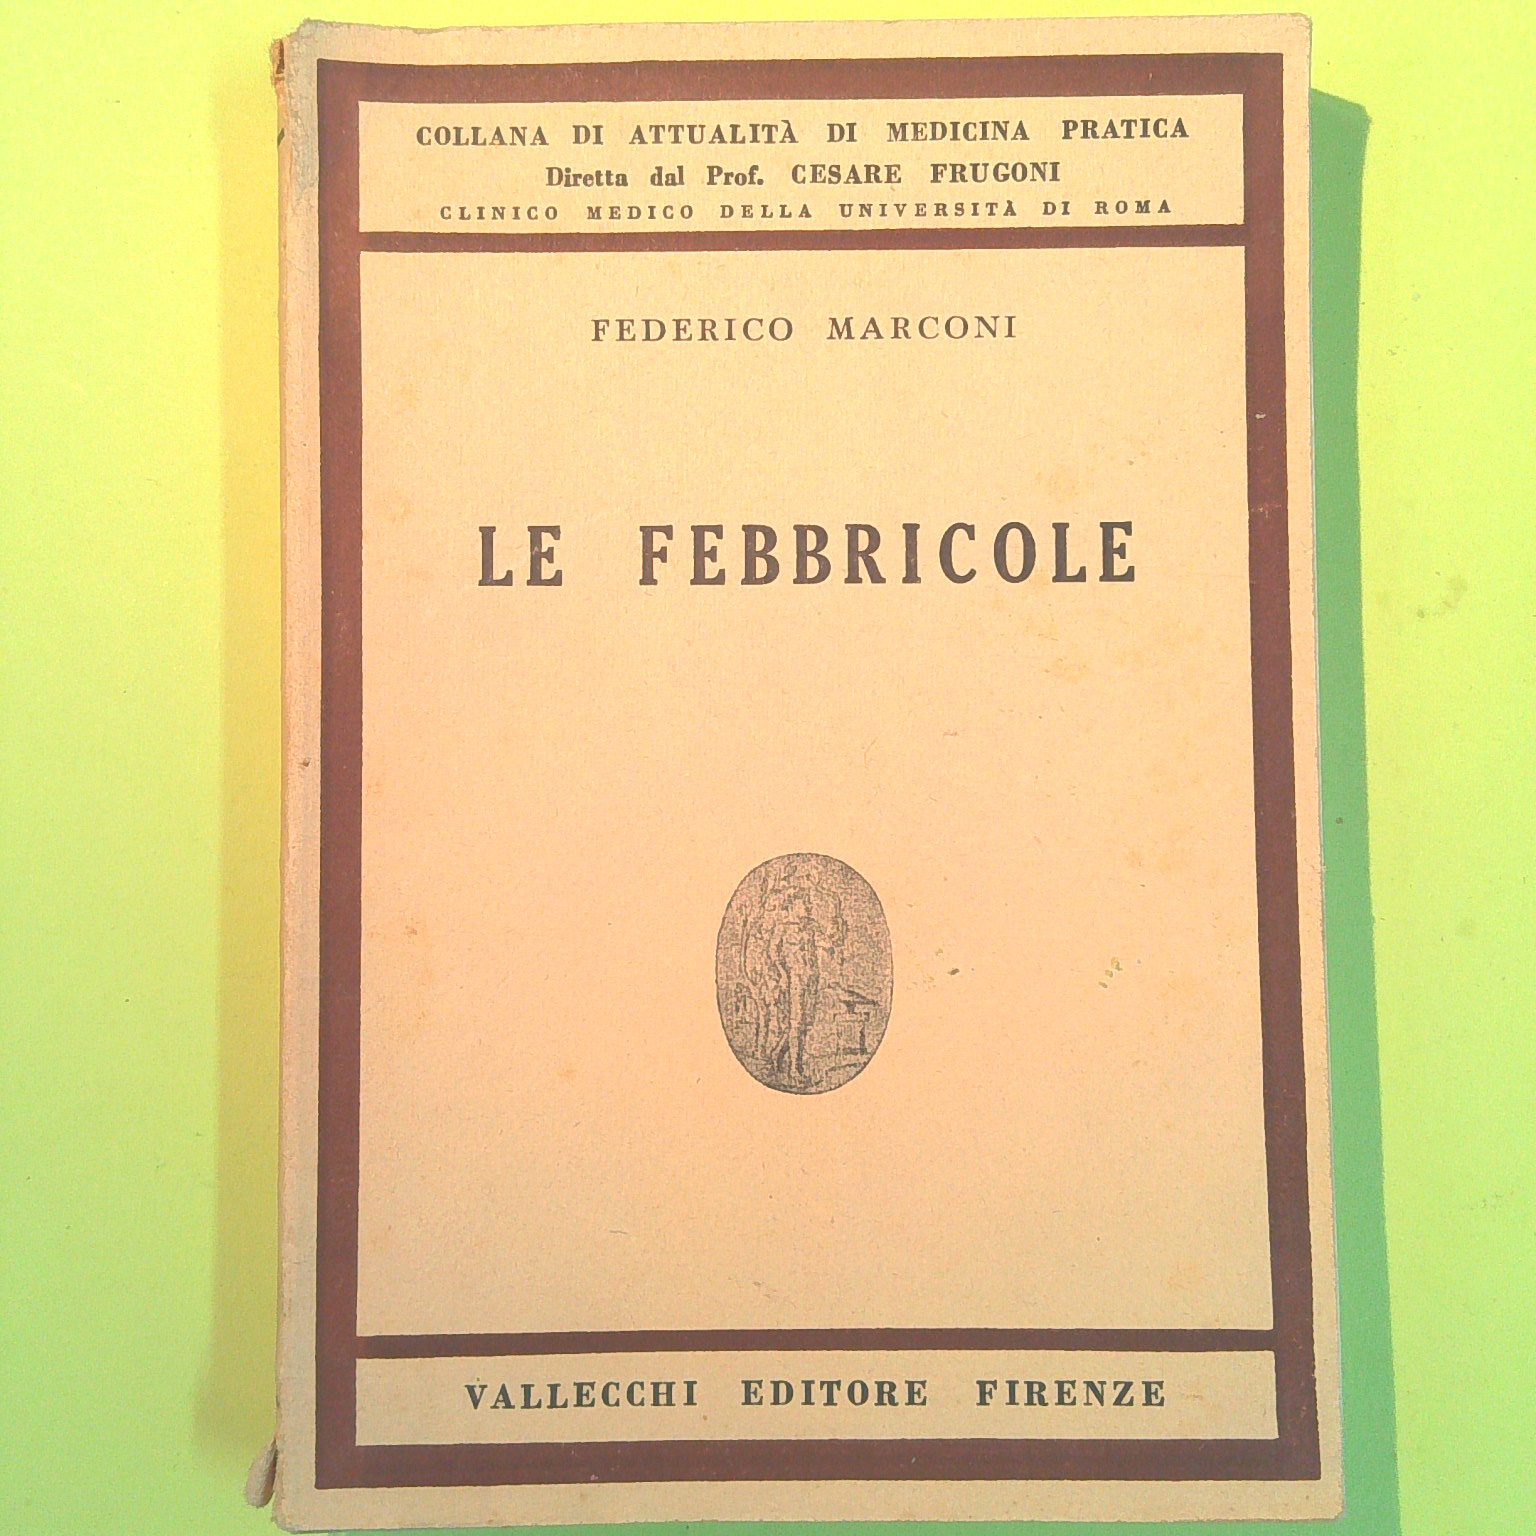 COLLANA DI ATTUALITÀ DI MEDICINA PRATICA
Diretta dal Prof. CESARE FRUGONI
CLINICO MEDICO DELLA UNIVERSITÀ DI ROMA
FEDERICO MARCONI
LE FEBBRICOLE
VALLECCHI EDITORE FIRENZE